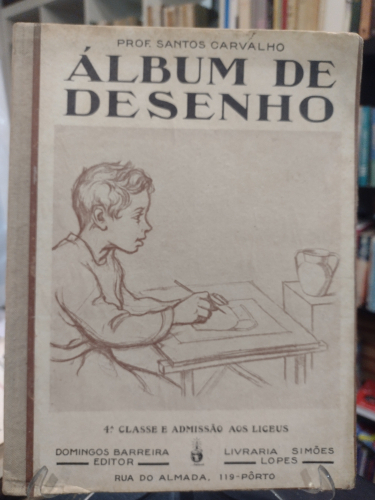 PROF. SANTOS CARVALHO
ÁLBUM DE
DESENHO
4ª CLASSE E ADMISSÃO AOS LICEUS
DOMINGOS BARREIRA
EDITOR
LIVRARIA SIMÕES
LOPES
RUA DO ALMADA, 119-PÔRTO